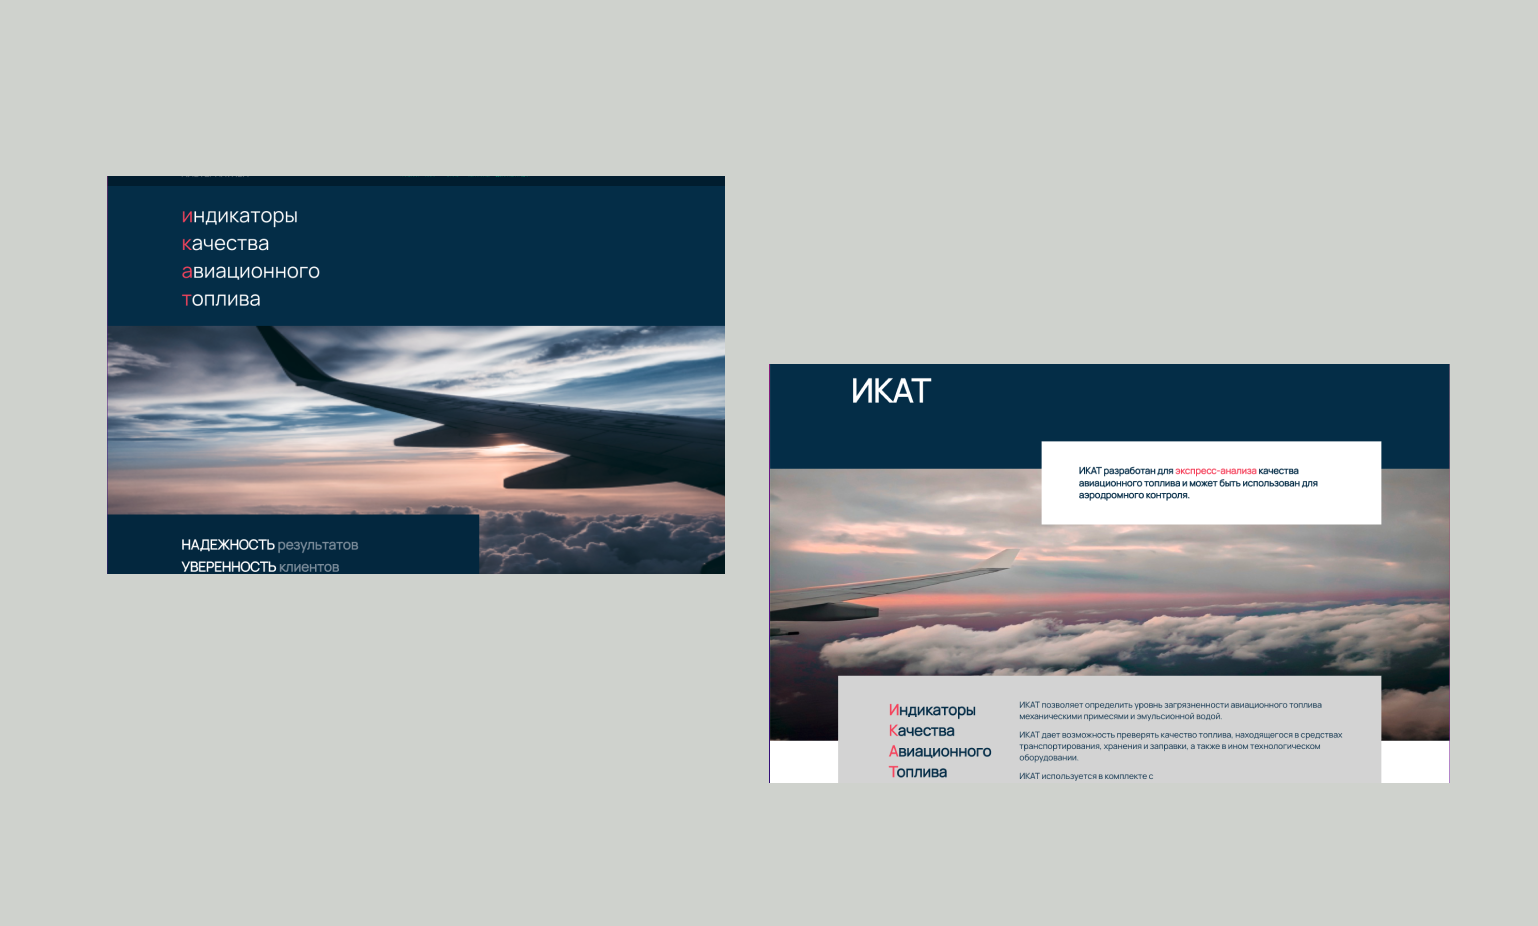 индикаторы
качества
авиационного
топлива
НАДЕЖНОСТЬ результатов
УВЕРЕННОСТЬ клиентов
ИКАТ
ИКАТ разработан для экспресс-анализа качества
авиационного топлива и может быть использован для
аэродромного контроля.
Индикаторы
Качества
Авиационного
Топлива
ИКАТ позволяет определить уровнь загрязненности авиационного топлива
механическими примесями и эмульсионной водой.
ИКАТ дает возможность преверять качество топлива, находящегося в средствах
транспортирования, хранения и заправки, а также в ином технологическом
оборудовании.
ИКАТ используется в комплекте с